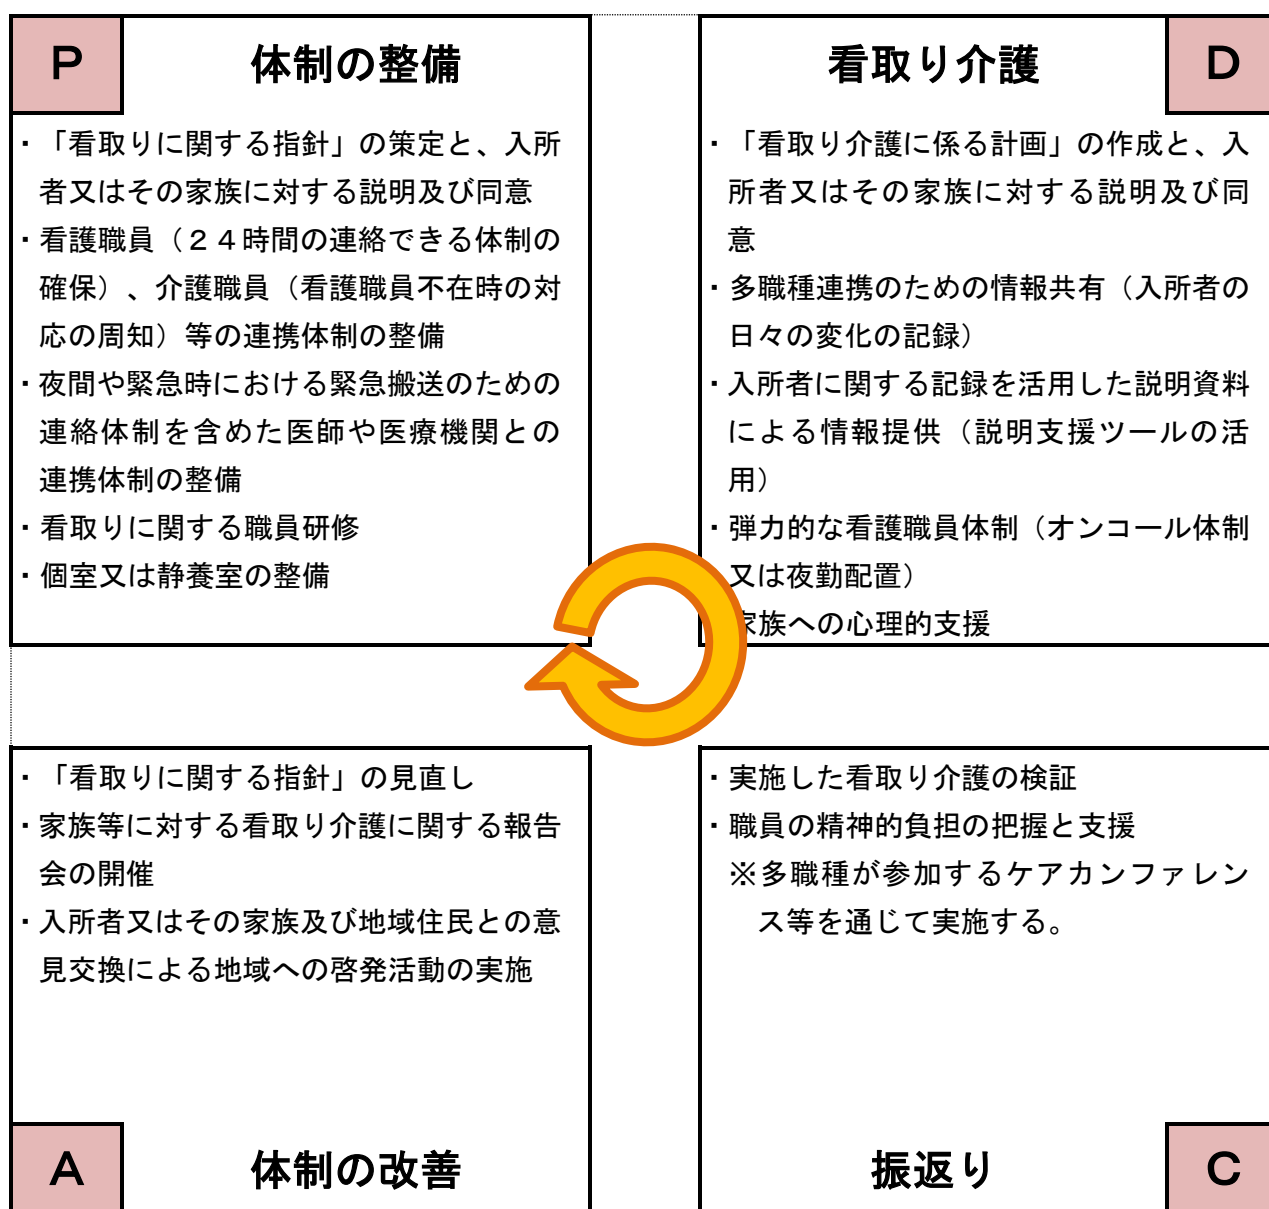 P
体制の整備
・「看取りに関する指針」の策定と、入所
者又はその家族に対する説明及び同意
・看護職員（２４時間の連絡できる体制の
確保）、介護職員（看護職員不在時の対
応の周知）等の連携体制の整備
・夜間や緊急時における緊急搬送のための
連絡体制を含めた医師や医療機関との
連携体制の整備
・看取りに関する職員研修
・個室又は静養室の整備
看取り介護
D
・「看取り介護に係る計画」の作成と、入
所者又はその家族に対する説明及び同
意
・多職種連携のための情報共有（入所者の
日々の変化の記録）
・入所者に関する記録を活用した説明資料
による情報提供（説明支援ツールの活
用）
・弾力的な看護職員体制（オンコール体制
又は夜勤配置）
家族への心理的支援
・「看取りに関する指針」の見直し
・家族等に対する看取り介護に関する報告
会の開催
・入所者又はその家族及び地域住民との意
見交換による地域への啓発活動の実施
A
体制の改善
・実施した看取り介護の検証
・職員の精神的負担の把握と支援
※多職種が参加するケアカンファレン
ス等を通じて実施する。
振返り
C